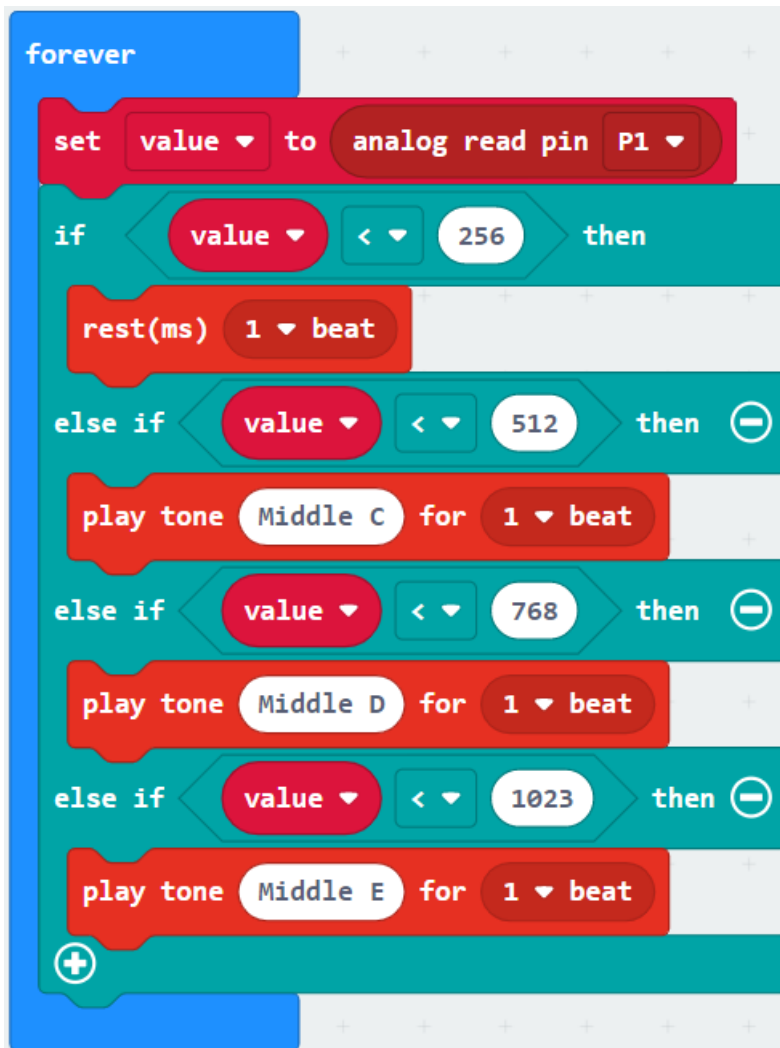 forever
set value to analog read pin P1
if value < 256 then
rest(ms) 1 beat
else if value < 512 then
play tone Middle C for 1 beat
else if value < 768 then
play tone Middle D for 1 beat
else if value < 1023 then
play tone Middle E for 1 beat